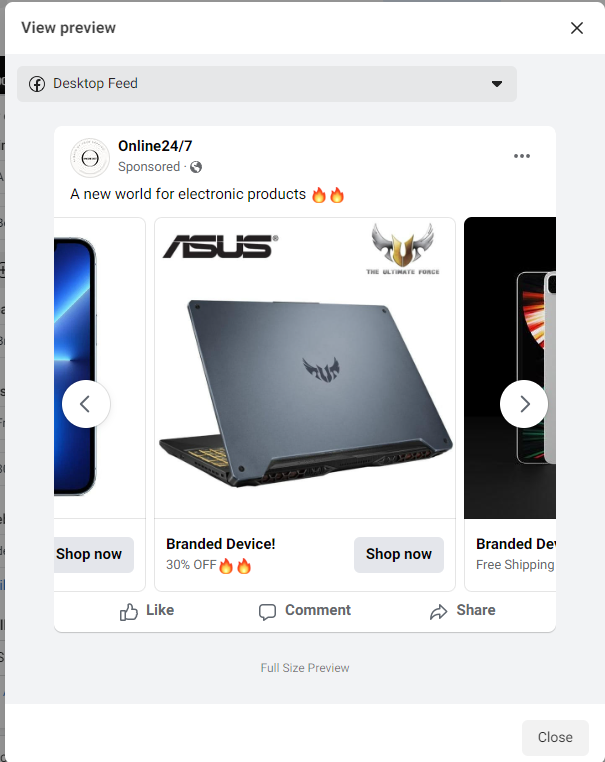 View preview
Desktop Feed
Online24/7
Sponsored ·
A new world for electronic products 🔥🔥
ASUS®
THE ULTIMATE FORCE
Shop now
Branded Device!
30% OFF🔥🔥
Shop now
Branded De
Free Shipping
Like
Comment
Share
Full Size Preview
Close